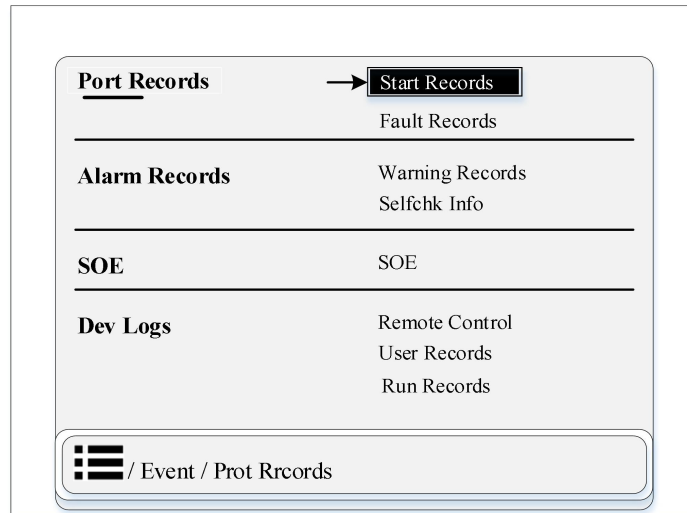 Port Records Start Records
Fault Records
Alarm Records Warning Records
Selfchk Info
SOE SOE
Dev Logs Remote Control
User Records
Run Records
/ Event / Prot Rrcords